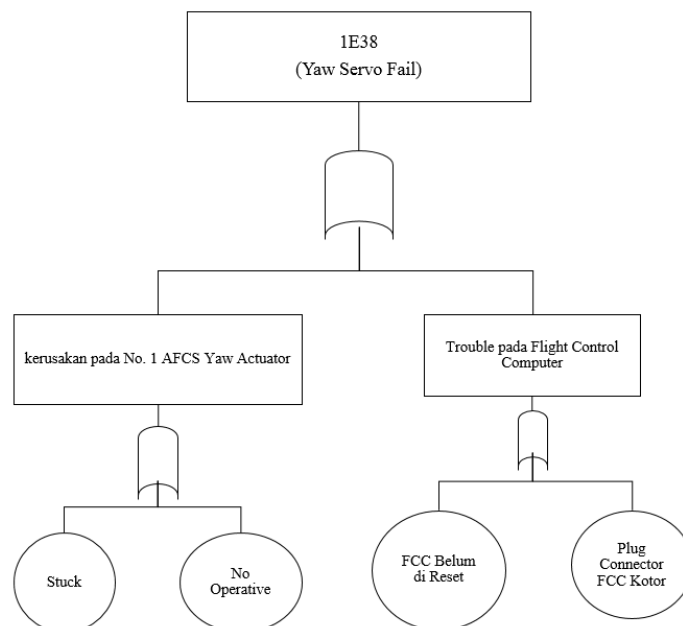 1E38
(Yaw Servo Fail)
kerusakan pada No. 1 AFCS Yaw Actuator
Trouble pada Flight Control
Computer
Stuck
No
Operative
FCC Belum
di Reset
Plug
Connector
FCC Kotor